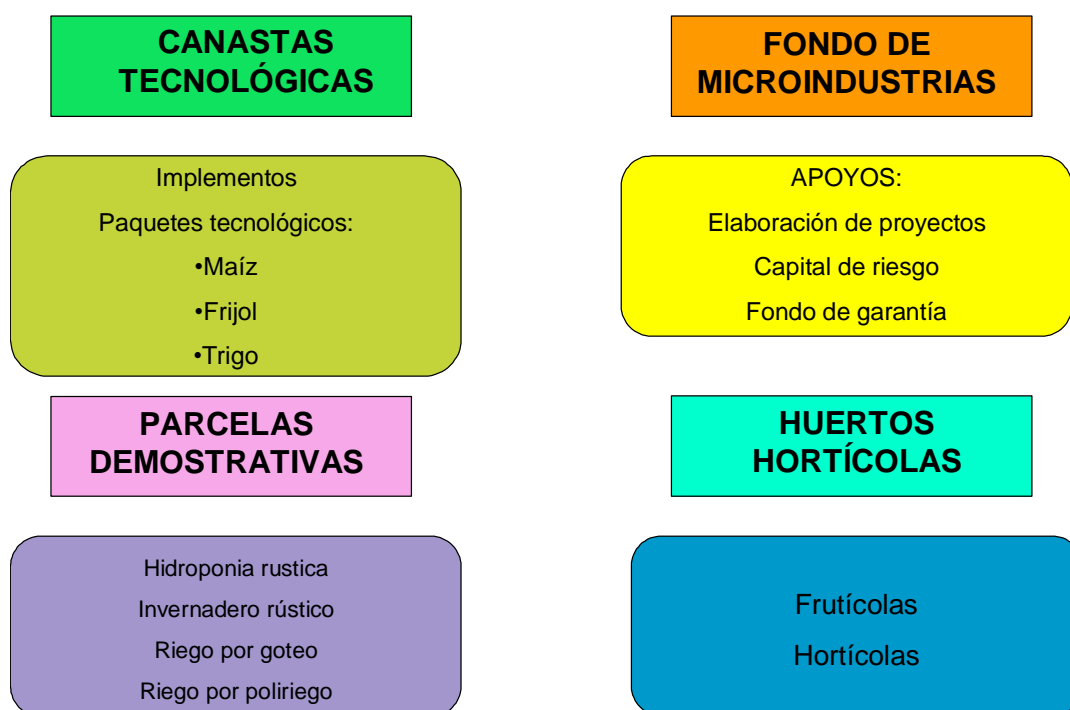 CANASTAS
TECNOLÓGICAS
Implementos
Paquetes tecnológicos:
•Maíz
•Frijol
•Trigo
FONDO DE
MICROINDUSTRIAS
APOYOS:
Elaboración de proyectos
Capital de riesgo
Fondo de garantía
PARCELAS
DEMOSTRATIVAS
Hidroponia rustica
Invernadero rústico
Riego por goteo
Riego por poliriego
HUERTOS
HORTÍCOLAS
Frutícolas
Hortícolas